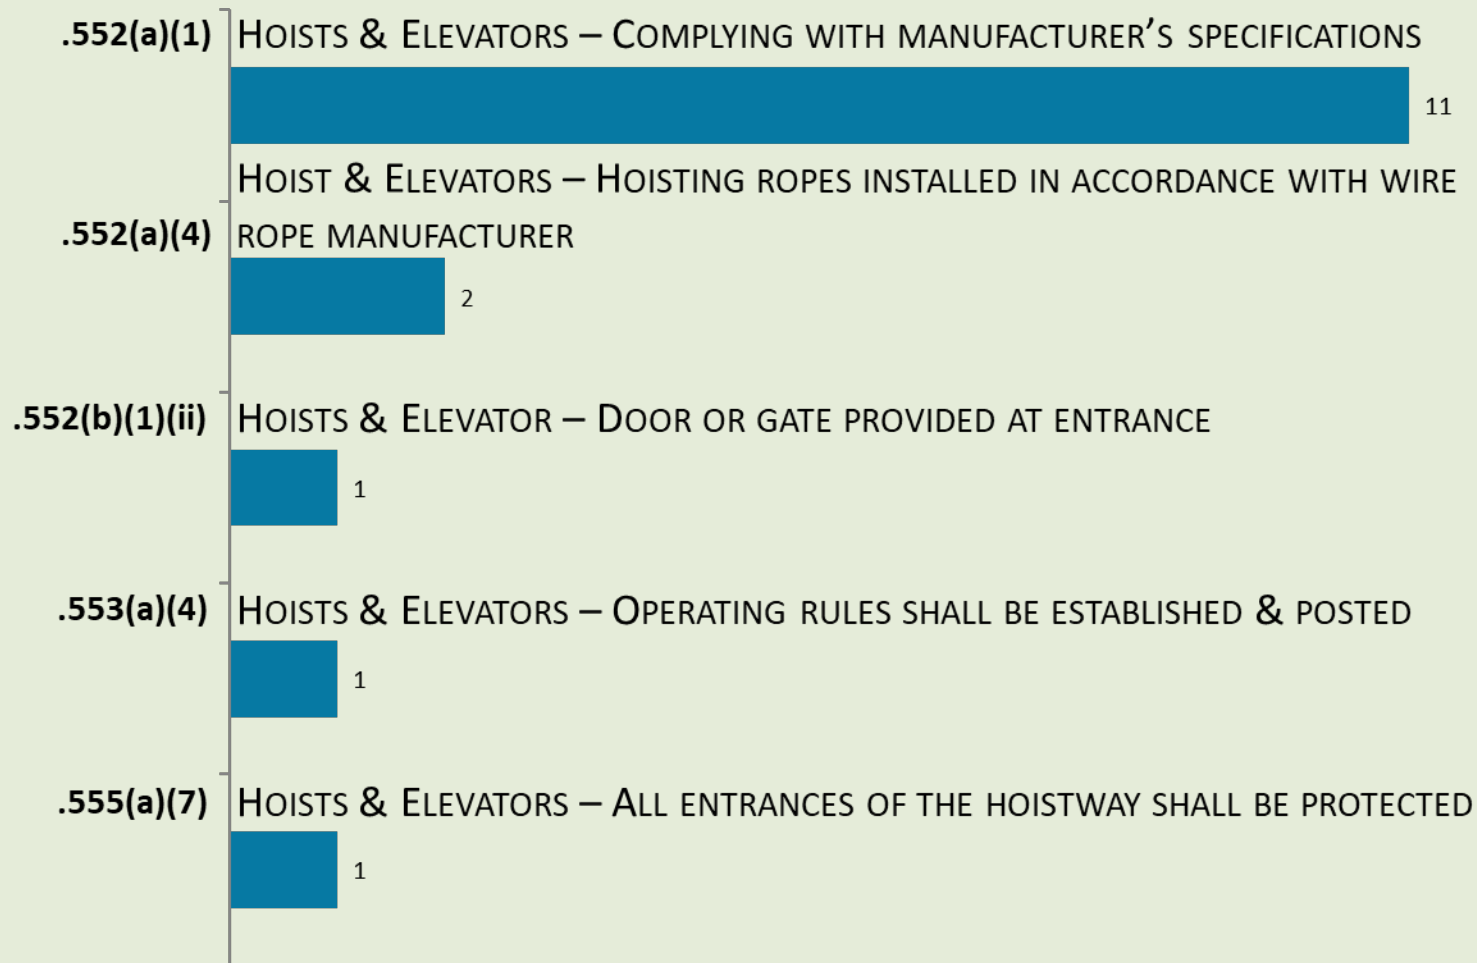 .552(a)(1) Hoists & Elevators – Complying with manufacturer's specifications
11
Hoist & Elevators – Hoisting ropes installed in accordance with wire
.552(a)(4) rope manufacturer
2
.552(b)(1)(ii) Hoists & Elevator – Door or gate provided at entrance
1
.553(a)(4) Hoists & Elevators – Operating rules shall be established & posted
1
.555(a)(7) Hoists & Elevators – All entrances of the hoistway shall be protected
1